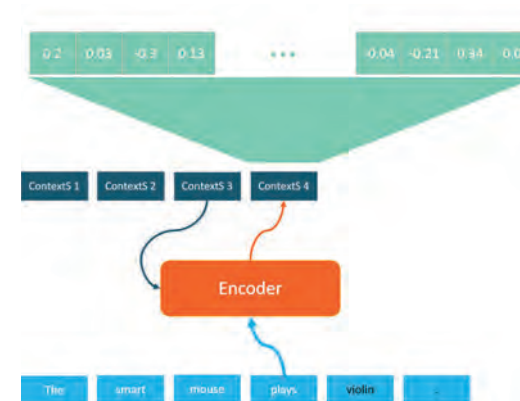 0.2 0.03 -0.3 0.13 ... -0.04 -0.21 0.34
ContextS 1 ContextS 2 ContextS 3 ContextS 4
Encoder
The smart mouse plays violin .